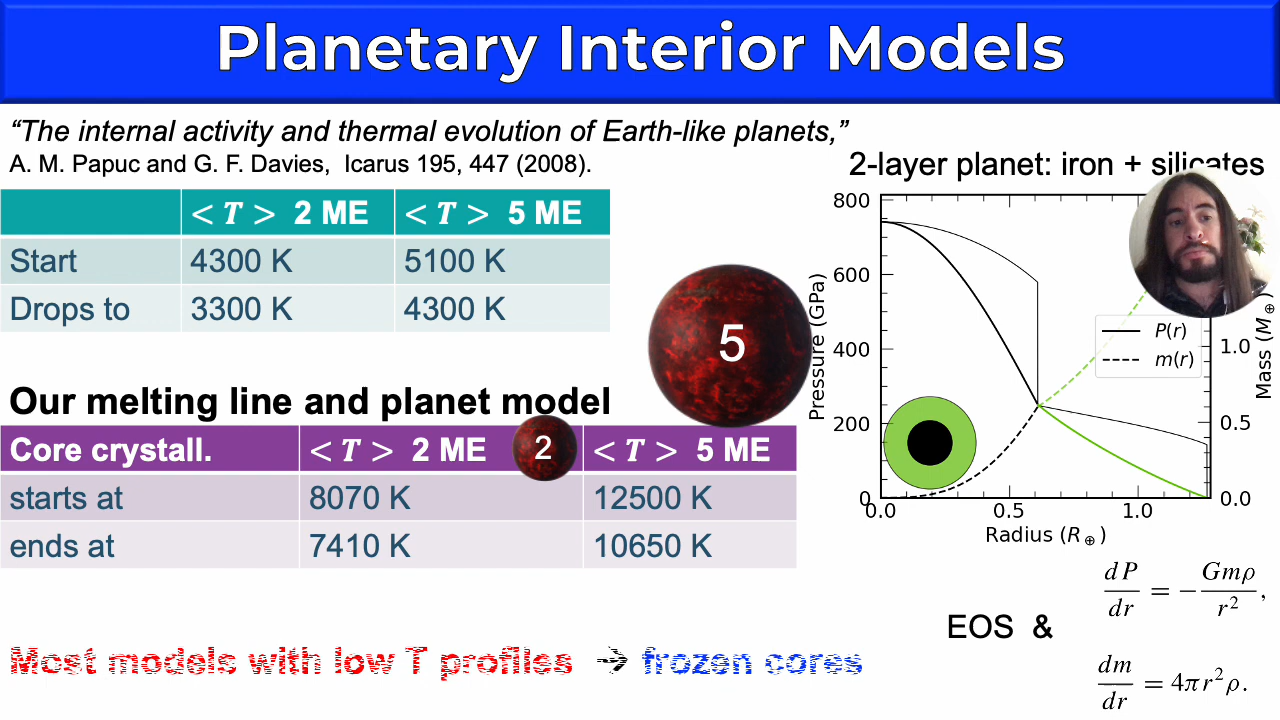 Planetary Interior Models
“The internal activity and thermal evolution of Earth-like planets,”
A. M. Papuc and G. F. Davies, Icarus 195, 447 (2008).
< T > 2 ME < T > 5 ME
Start 4300 K 5100 K
Drops to 3300 K 4300 K
5
Our melting line and planet model
Core crystall. < T > 2 ME 2 < T > 5 ME
starts at 8070 K 12500 K
ends at 7410 K 10650 K
Most models with low T profiles → frozen cores
2-layer planet: iron + silicates
800
600
400
200
0
Pressure (GPa)
P(r)
m(r)
1.0
0.5
0.0
Mass (M⊕)
0.0 0.5 1.0
Radius (R⊕)
EOS &
dP/dr = − Gmρ/r²,
dm/dr = 4πr²ρ.